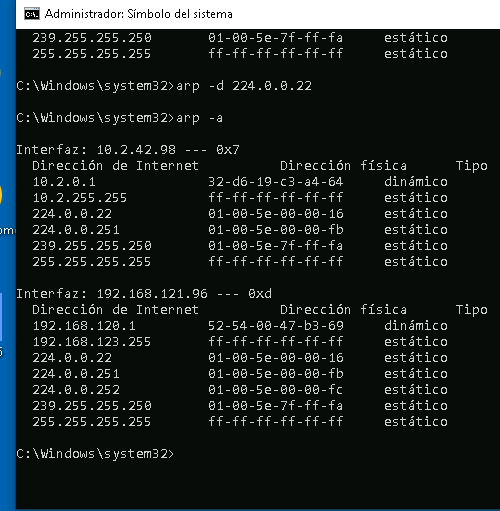 Administrador: Símbolo del sistema
239.255.255.250 01-00-5e-7f-ff-fa estático
255.255.255.255 ff-ff-ff-ff-ff-ff estático
C:\Windows\system32>arp -d 224.0.0.22
C:\Windows\system32>arp -a
Interfaz: 10.2.42.98 --- 0x7
Dirección de Internet Dirección física Tipo
10.2.0.1 32-d6-19-c3-a4-64 dinámico
10.2.255.255 ff-ff-ff-ff-ff-ff estático
224.0.0.22 01-00-5e-00-00-16 estático
224.0.0.251 01-00-5e-00-00-fb estático
239.255.255.250 01-00-5e-7f-ff-fa estático
255.255.255.255 ff-ff-ff-ff-ff-ff estático
Interfaz: 192.168.121.96 --- 0xd
Dirección de Internet Dirección física Tipo
192.168.120.1 52-54-00-47-b3-69 dinámico
192.168.123.255 ff-ff-ff-ff-ff-ff estático
224.0.0.22 01-00-5e-00-00-16 estático
224.0.0.251 01-00-5e-00-00-fb estático
224.0.0.252 01-00-5e-00-00-fc estático
239.255.255.250 01-00-5e-7f-ff-fa estático
255.255.255.255 ff-ff-ff-ff-ff-ff estático
C:\Windows\system32>